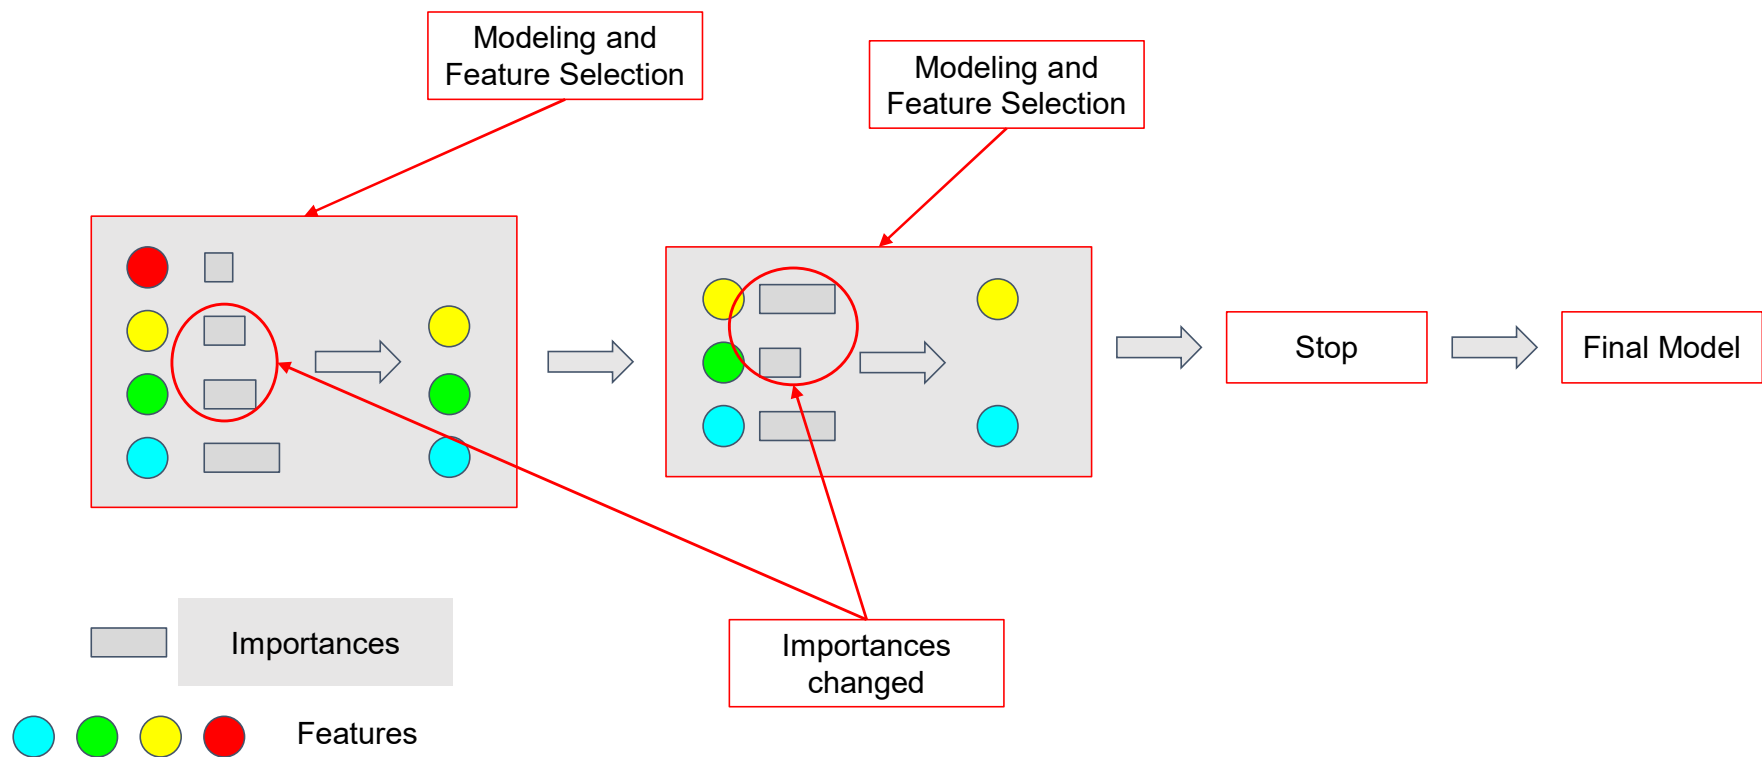 Modeling and
Feature Selection
Modeling and
Feature Selection
Stop
Final Model
Importances
Importances
changed
Features